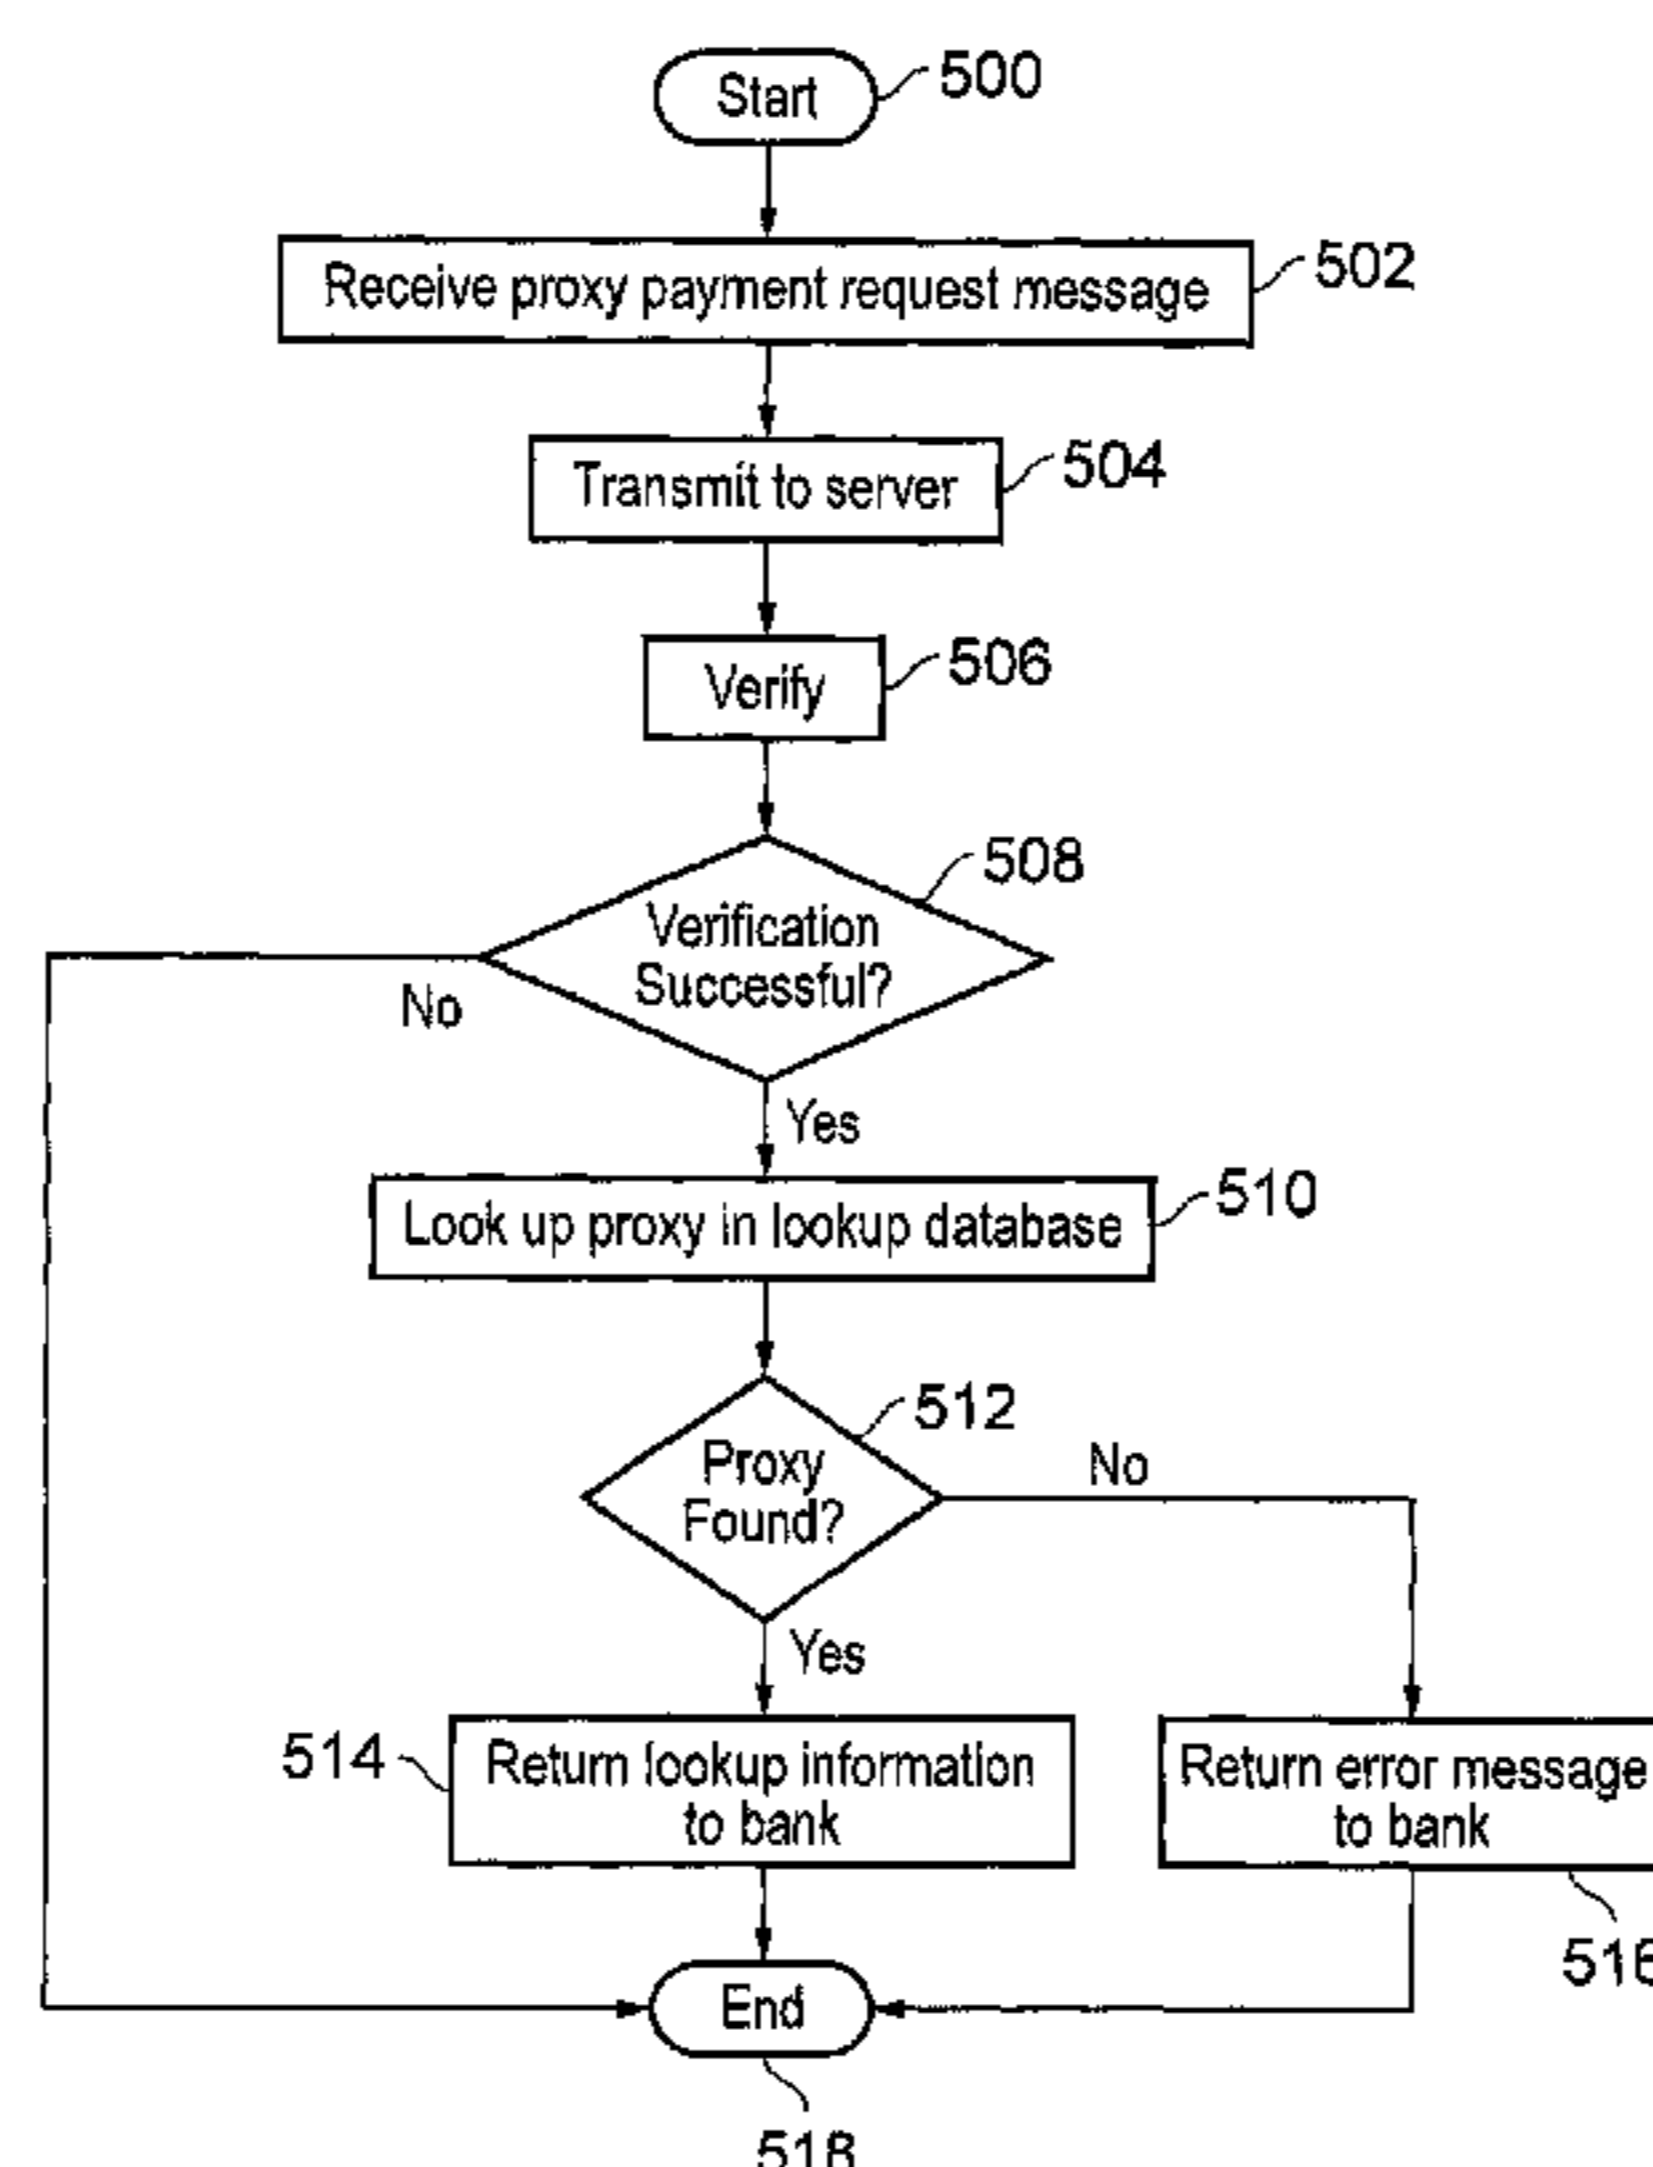 Start
500
Receive proxy payment request message
502
Transmit to server
504
Verify
506
508
Verification
Successful?
No
Yes
Look up proxy in lookup database
510
512
Proxy
Found?
No
Yes
514
Return lookup information
to bank
Return error message
to bank
516
End
518